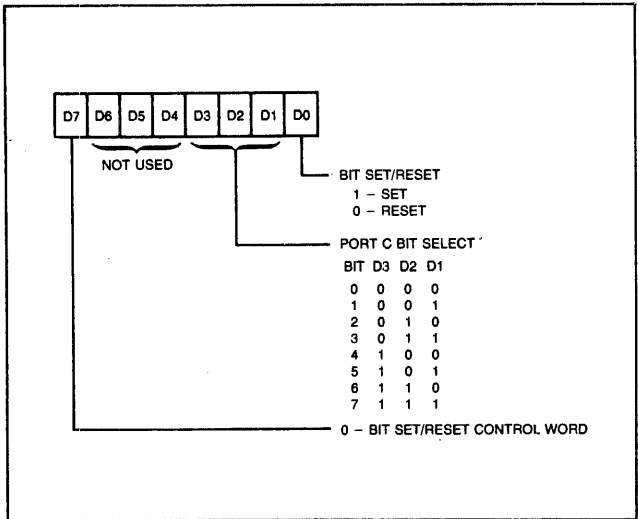 D7 D6 D5 D4 D3 D2 D1 D0
NOT USED
BIT SET/RESET
1 – SET
0 – RESET
PORT C BIT SELECT
BIT D3 D2 D1
0 0 0 0
1 0 0 1
2 0 1 0
3 0 1 1
4 1 0 0
5 1 0 1
6 1 1 0
7 1 1 1
0 – BIT SET/RESET CONTROL WORD